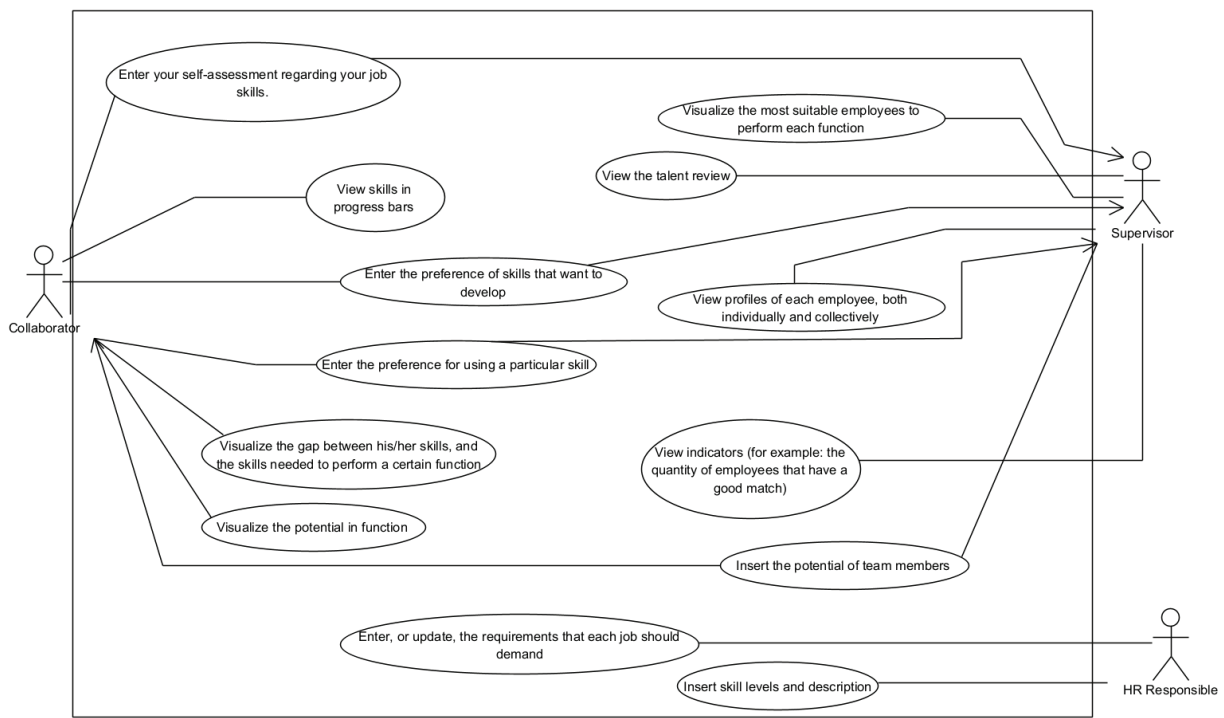 Enter your self-assessment regarding your job
skills.
Visualize the most suitable employees to
perform each function
View the talent review
View skills in
progress bars
Supervisor
Enter the preference of skills that want to
develop
View profiles of each employee, both
individually and collectively
Collaborator
Enter the preference for using a particular skill
Visualize the gap between his/her skills, and
the skills needed to perform a certain function
View indicators (for example: the
quantity of employees that have a
good match)
Visualize the potential in function
Insert the potential of team members
Enter, or update, the requirements that each job should
demand
Insert skill levels and description
HR Responsible